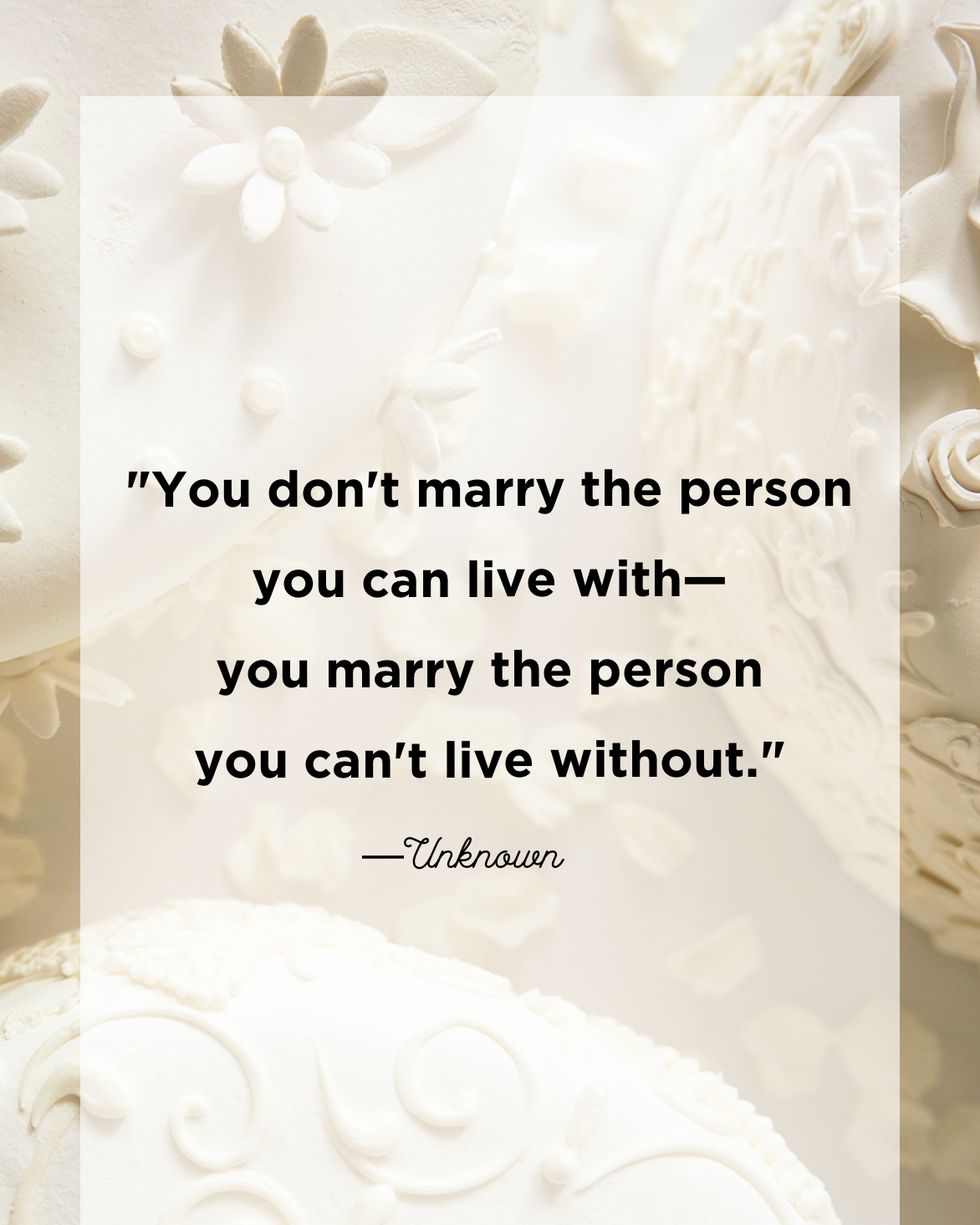 "You don't marry the person
you can live with—
you marry the person
you can't live without."
—Unknown